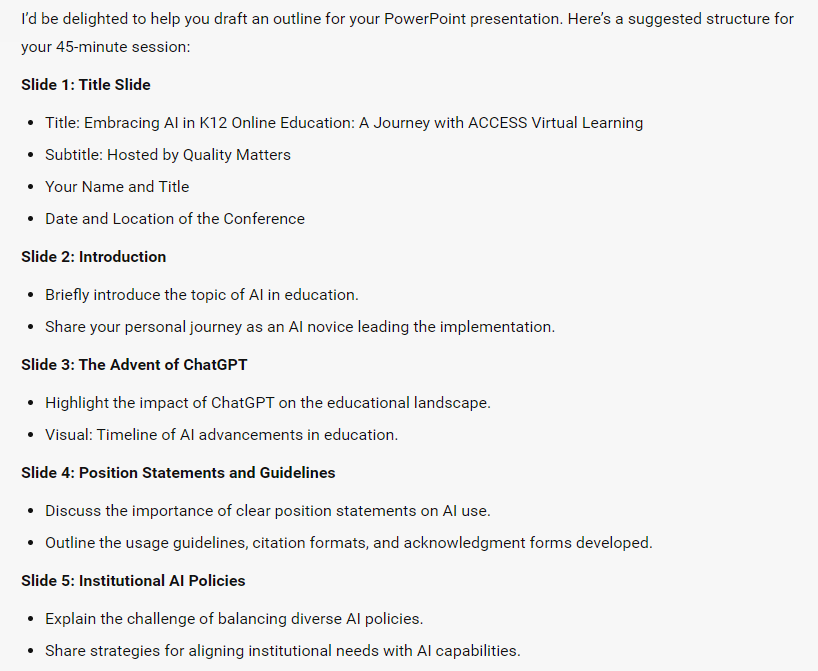 I’d be delighted to help you draft an outline for your PowerPoint presentation. Here’s a suggested structure for
your 45-minute session:
Slide 1: Title Slide
• Title: Embracing AI in K12 Online Education: A Journey with ACCESS Virtual Learning
• Subtitle: Hosted by Quality Matters
• Your Name and Title
• Date and Location of the Conference
Slide 2: Introduction
• Briefly introduce the topic of AI in education.
• Share your personal journey as an AI novice leading the implementation.
Slide 3: The Advent of ChatGPT
• Highlight the impact of ChatGPT on the educational landscape.
• Visual: Timeline of AI advancements in education.
Slide 4: Position Statements and Guidelines
• Discuss the importance of clear position statements on AI use.
• Outline the usage guidelines, citation formats, and acknowledgment forms developed.
Slide 5: Institutional AI Policies
• Explain the challenge of balancing diverse AI policies.
• Share strategies for aligning institutional needs with AI capabilities.